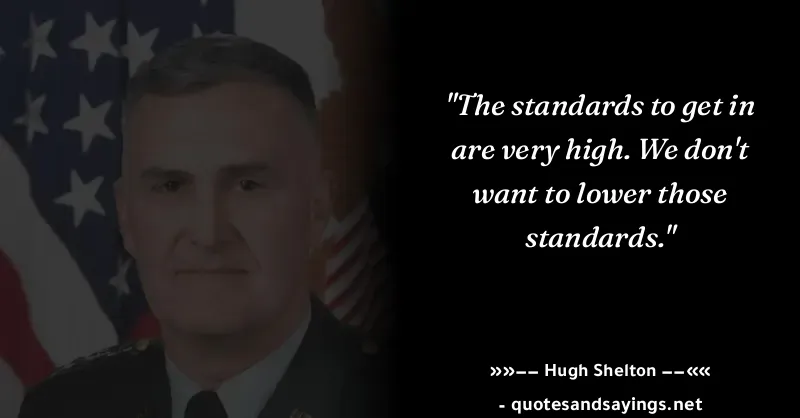 "The standards to get in
are very high. We don't
want to lower those
standards."
»»−− Hugh Shelton −−««
- quotesandsayings.net